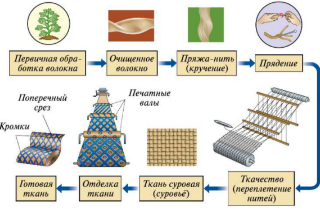 Первичная обра-
ботка волокна
Очищенное
волокно
Пряжа-нить
(кручение)
Прядение
Поперечный
срез
Печатные
валы
Кромки
Готовая
ткань
Отделка
ткани
Ткань суровая
(суровьё)
Ткачество
(переплетение
нитей)